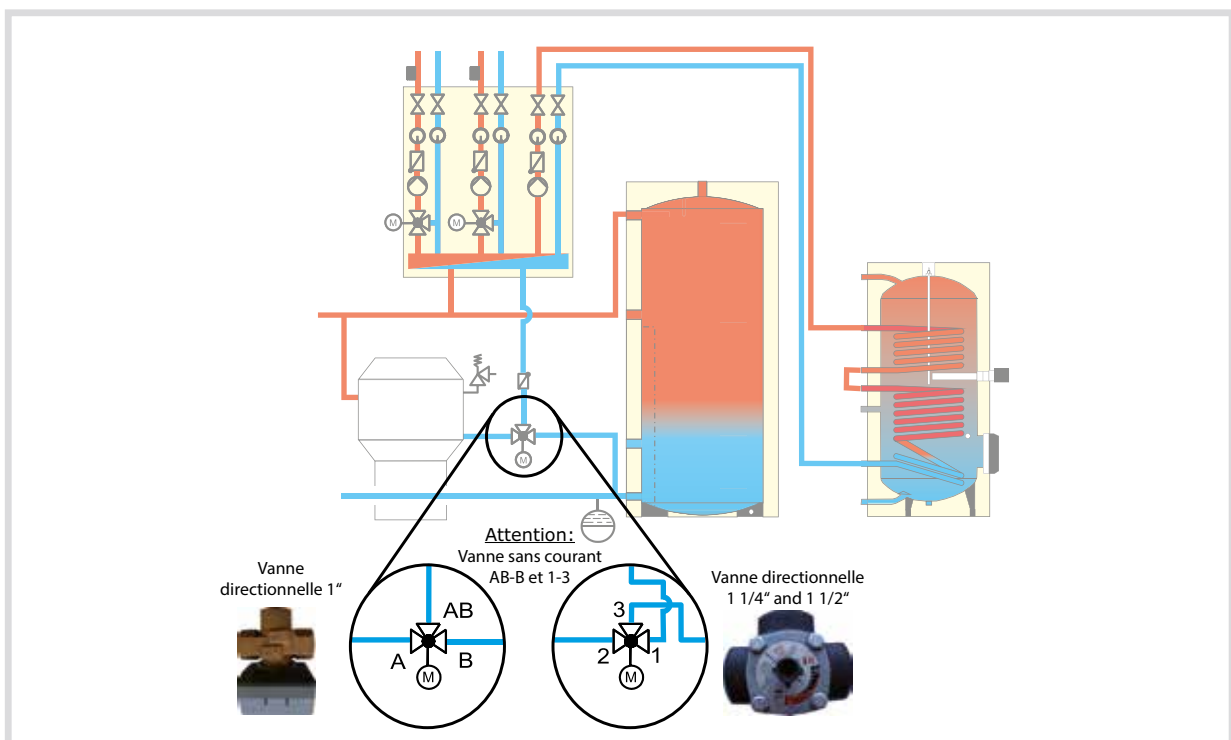 M
M
M
Attention:
Vanne sans courant
AB-B et 1-3
Vanne
directionnelle 1“
Vanne directionnelle
1 1/4“ and 1 1/2“
AB
A
B
M
3
2
1
M